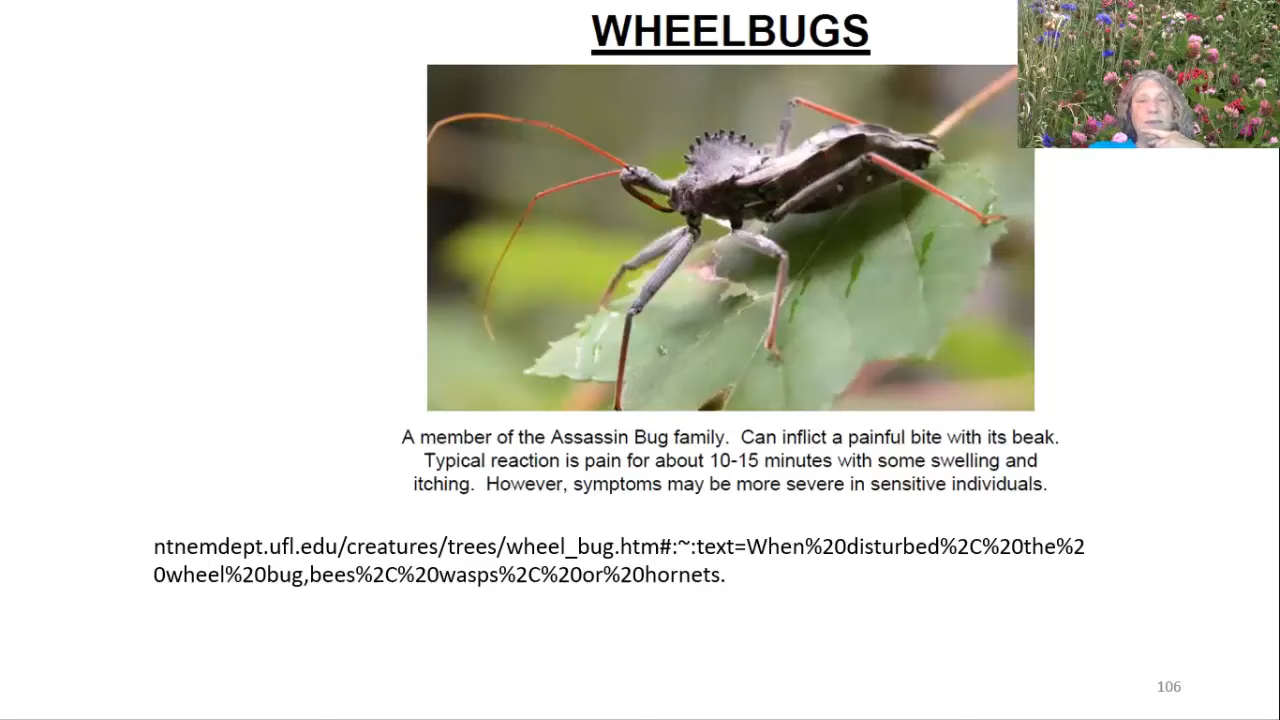 WHEELBUGS
A member of the Assassin Bug family. Can inflict a painful bite with its beak.
Typical reaction is pain for about 10-15 minutes with some swelling and
itching. However, symptoms may be more severe in sensitive individuals.
ntnemdept.ufl.edu/creatures/trees/wheel_bug.htm#:~:text=When%20disturbed%2C%20the%2
0wheel%20bug,bees%2C%20wasps%2C%20or%20hornets.
106